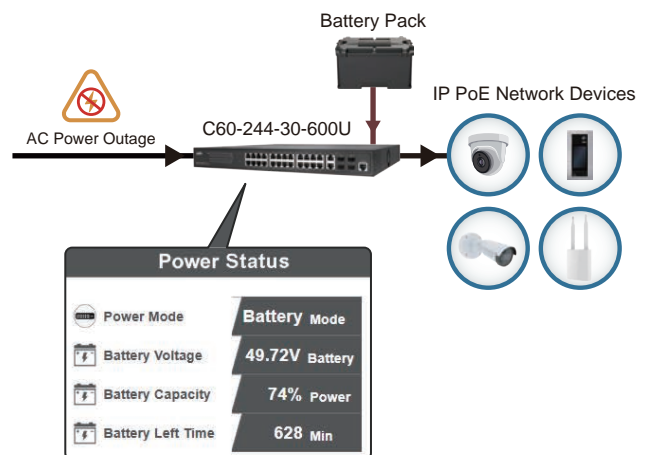 Battery Pack
IP PoE Network Devices
AC Power Outage
C60-244-30-600U
Power Status
Power Mode
Battery Mode
Battery Voltage
49.72V Battery
Battery Capacity
74% Power
Battery Left Time
628 Min